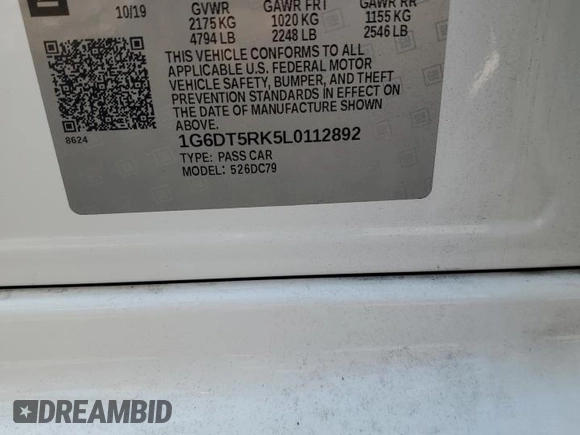 10/19 GVWR GAWR FRT GAWR RR
2175 KG 1020 KG 1155 KG
4794 LB 2248 LB 2546 LB
THIS VEHICLE CONFORMS TO ALL
APPLICABLE U.S. FEDERAL MOTOR
VEHICLE SAFETY, BUMPER, AND THEFT
PREVENTION STANDARDS IN EFFECT ON
THE DATE OF MANUFACTURE SHOWN
ABOVE.
8624
1G6DT5RK5L0112892
TYPE: PASS CAR
MODEL: 526DC79
DREAMBID